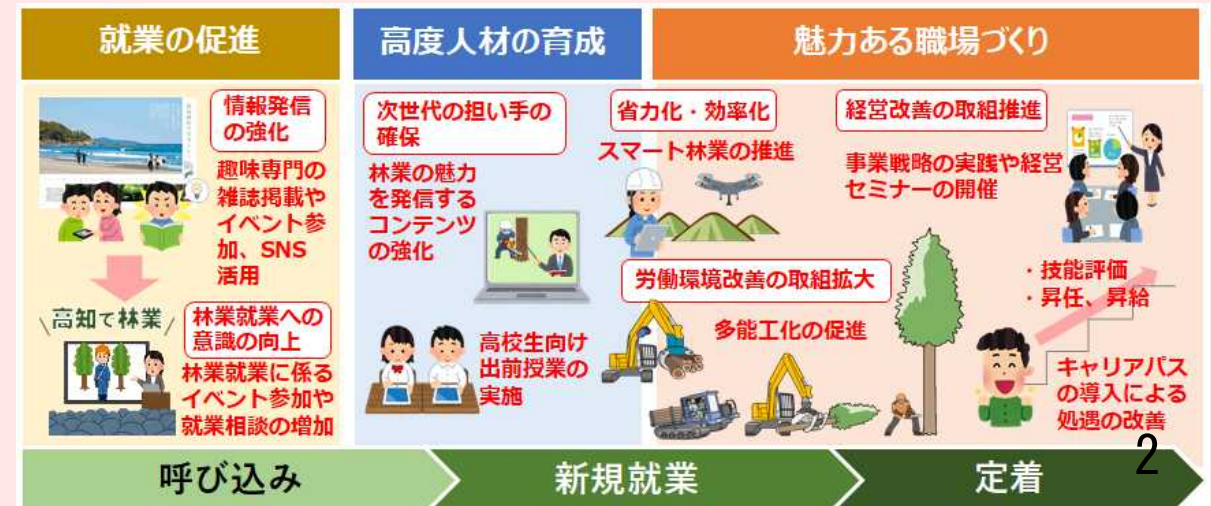 就業の促進
情報発信
の強化
趣味専門の
雑誌掲載や
イベント参
加、SNS
活用
高知で林業
林業就業への
意識の向上
林業就業に係る
イベント参加や
就業相談の増加
高度人材の育成
次世代の担い手の
確保
林業の魅力
を発信する
コンテンツ
の強化
高校生向け
出前授業の
実施
魅力ある職場づくり
省力化・効率化
スマート林業の推進
経営改善の取組推進
事業戦略の実践や経営
セミナーの開催
労働環境改善の取組拡大
多能工化の促進
・技能評価
・昇任、昇給
キャリアパス
の導入による
処遇の改善
呼び込み
新規就業
定着
2